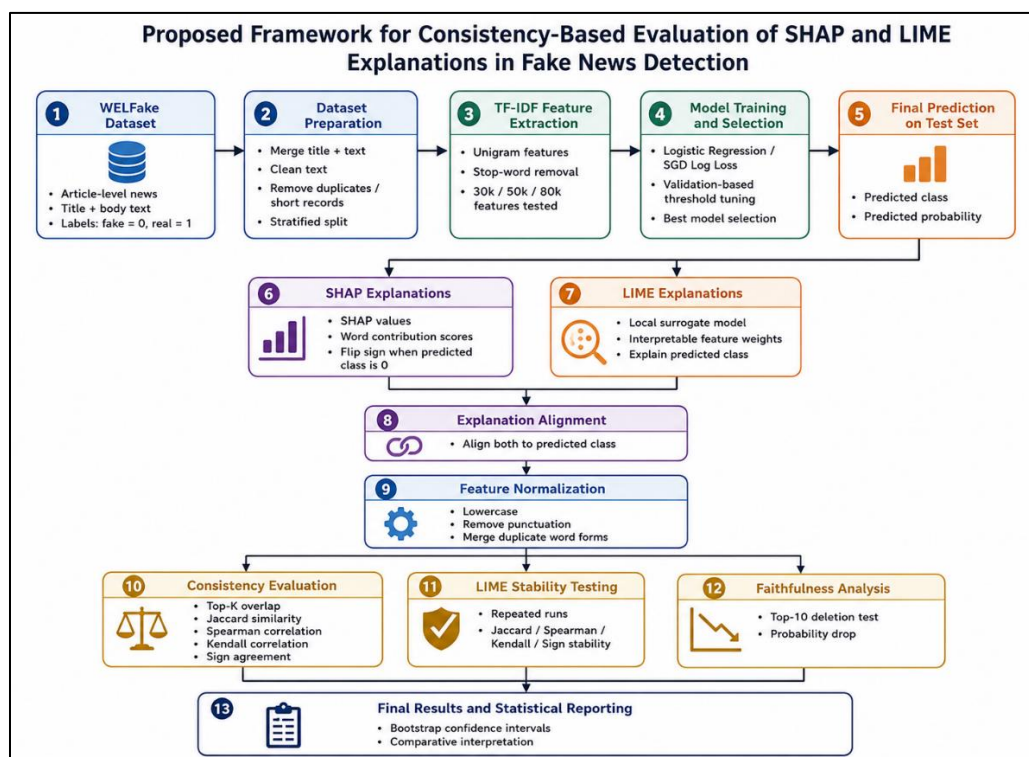 Proposed Framework for Consistency-Based Evaluation of SHAP and LIME
Explanations in Fake News Detection
1
WELFake
Dataset
• Article-level news
• Title + body text
• Labels: fake = 0, real = 1
2
Dataset
Preparation
• Merge title + text
• Clean text
• Remove duplicates /
short records
• Stratified split
3
TF-IDF Feature
Extraction
• Unigram features
• Stop-word removal
• 30k / 50k / 80k
features tested
4
Model Training
and Selection
• Logistic Regression /
SGD Log Loss
• Validation-based
threshold tuning
• Best model selection
5
Final Prediction
on Test Set
• Predicted class
• Predicted probability
6
SHAP Explanations
• SHAP values
• Word contribution scores
• Flip sign when predicted
class is 0
7
LIME Explanations
• Local surrogate model
• Interpretable feature weights
• Explain predicted class
8
Explanation Alignment
• Align both to predicted class
9
Feature Normalization
• Lowercase
• Remove punctuation
• Merge duplicate word forms
10
Consistency Evaluation
• Top-K overlap
• Jaccard similarity
• Spearman correlation
• Kendall correlation
• Sign agreement
11
LIME Stability Testing
• Repeated runs
• Jaccard / Spearman /
Kendall / Sign stability
12
Faithfulness Analysis
• Top-10 deletion test
• Probability drop
13
Final Results and Statistical Reporting
• Bootstrap confidence intervals
• Comparative interpretation